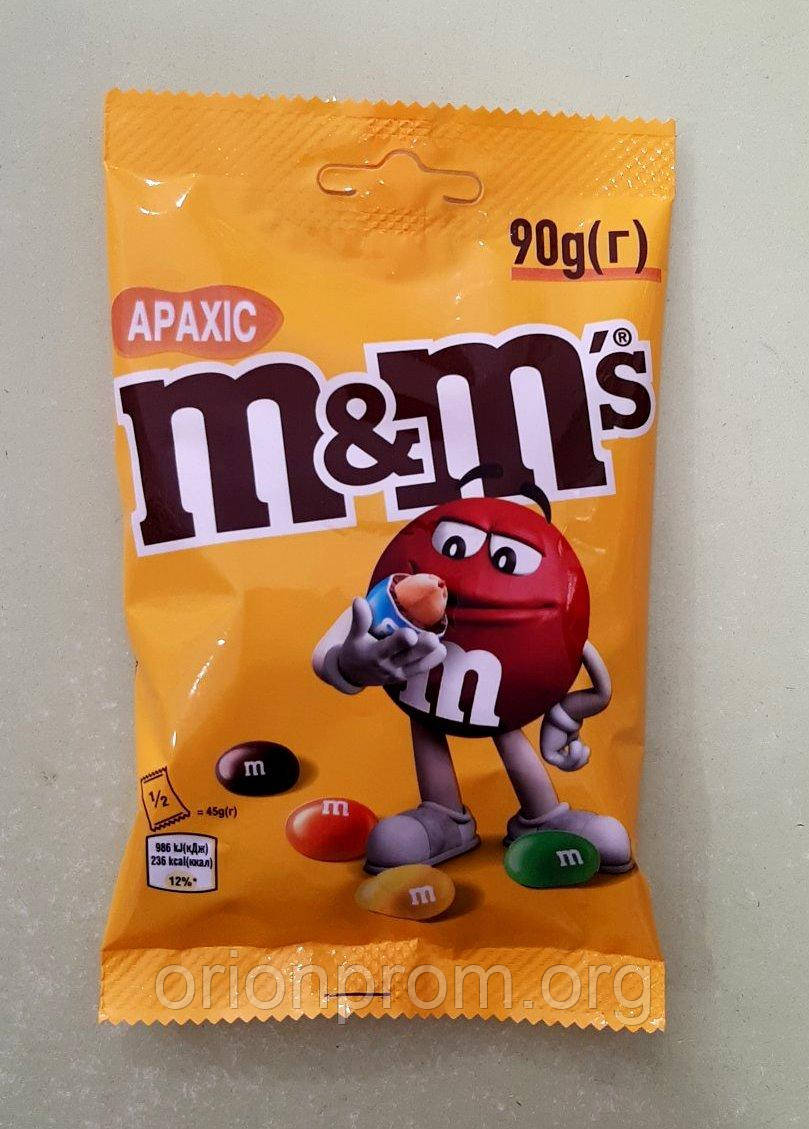 90g(г)
АРАХІС
m&m's®
m
m
m
m
m
½
= 45g(г)
986 kJ(кДж)
236 kcal(ккал)
12%*
orionprom.org